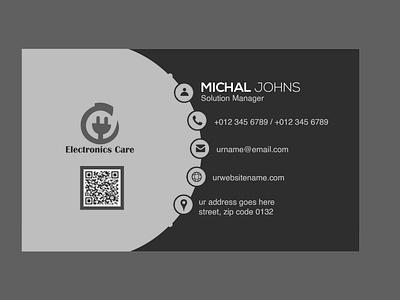 Electronics Care
MICHAL JOHNS
Solution Manager
+012 345 6789 / +012 345 6789
urname@email.com
urwebsitename.com
ur address goes here
street, zip code 0132